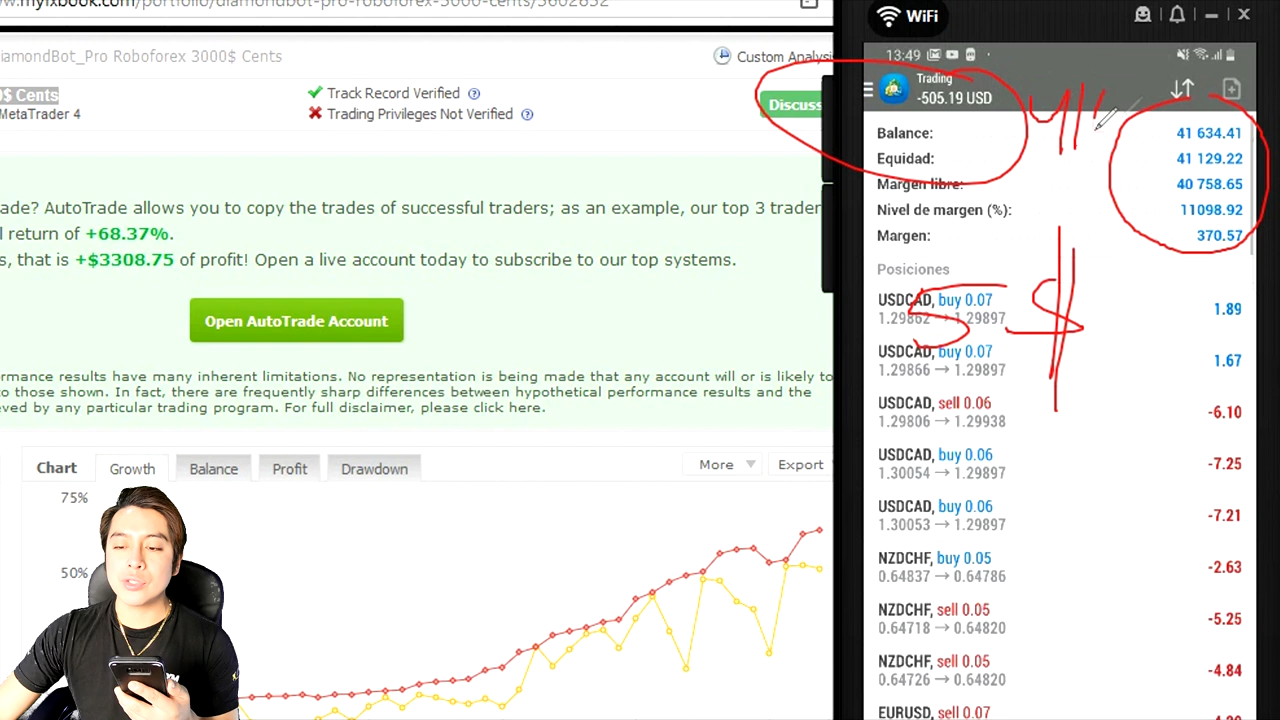 myfxbook.com/portfolio/diamondbot-pro-roboforex-3000-cents/
DiamondBot_Pro Roboforex 3000$ Cents
Custom Analysis
$ Cents
Track Record Verified
MetaTrader 4
Trading Privileges Not Verified
Discuss
ade? AutoTrade allows you to copy the trades of successful traders; as an example, our top 3 trader
l return of +68.37%.
s, that is +$3308.75 of profit! Open a live account today to subscribe to our top systems.
Open AutoTrade Account
ormance results have many inherent limitations. No representation is being made that any account will or is likely to
to those shown. In fact, there are frequently sharp differences between hypothetical performance results and the
eved by any particular trading program. For full disclaimer, please click here.
Chart Growth Balance Profit Drawdown More Export
75%
50%
WiFi
13:49
Trading
-505.19 USD
Balance: 41 634.41
Equidad: 41 129.22
Margen libre: 40 758.65
Nivel de margen (%): 11098.92
Margen: 370.57
Posiciones
USDCAD, buy 0.07
1.29862 → 1.29897 1.89
USDCAD, buy 0.07
1.29866 → 1.29897 1.67
USDCAD, sell 0.06
1.29806 → 1.29938 -6.10
USDCAD, buy 0.06
1.30054 → 1.29897 -7.25
USDCAD, buy 0.06
1.30053 → 1.29897 -7.21
NZDCHF, buy 0.05
0.64837 → 0.64786 -2.63
NZDCHF, sell 0.05
0.64718 → 0.64820 -5.25
NZDCHF, sell 0.05
0.64726 → 0.64820 -4.84
EURUSD, sell 0.07
5 $